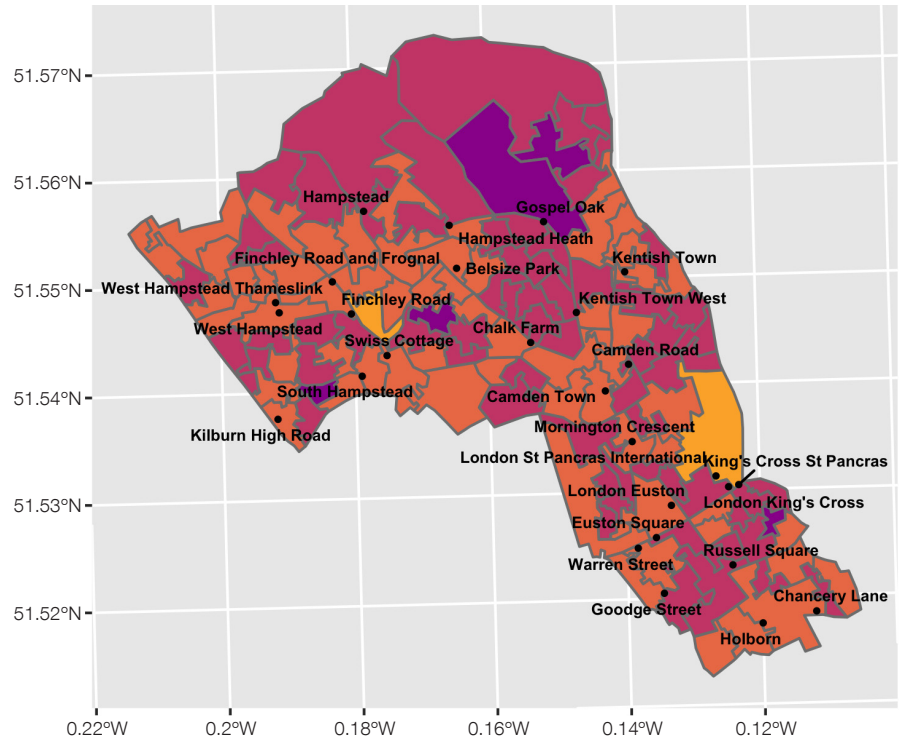 51.57°N
51.56°N
Hampstead
Gospel Oak
Hampstead Heath
Finchley Road and Frognal
Kentish Town
Belsize Park
51.55°N
West Hampstead Thameslink
Finchley Road
Kentish Town West
West Hampstead
Chalk Farm
Swiss Cottage
Camden Road
51.54°N
South Hampstead
Camden Town
Kilburn High Road
Mornington Crescent
London St Pancras International
King's Cross St Pancras
51.53°N
London Euston
London King's Cross
Euston Square
Russell Square
Warren Street
51.52°N
Goodge Street
Chancery Lane
Holborn
0.22°W
0.2°W
0.18°W
0.16°W
0.14°W
0.12°W